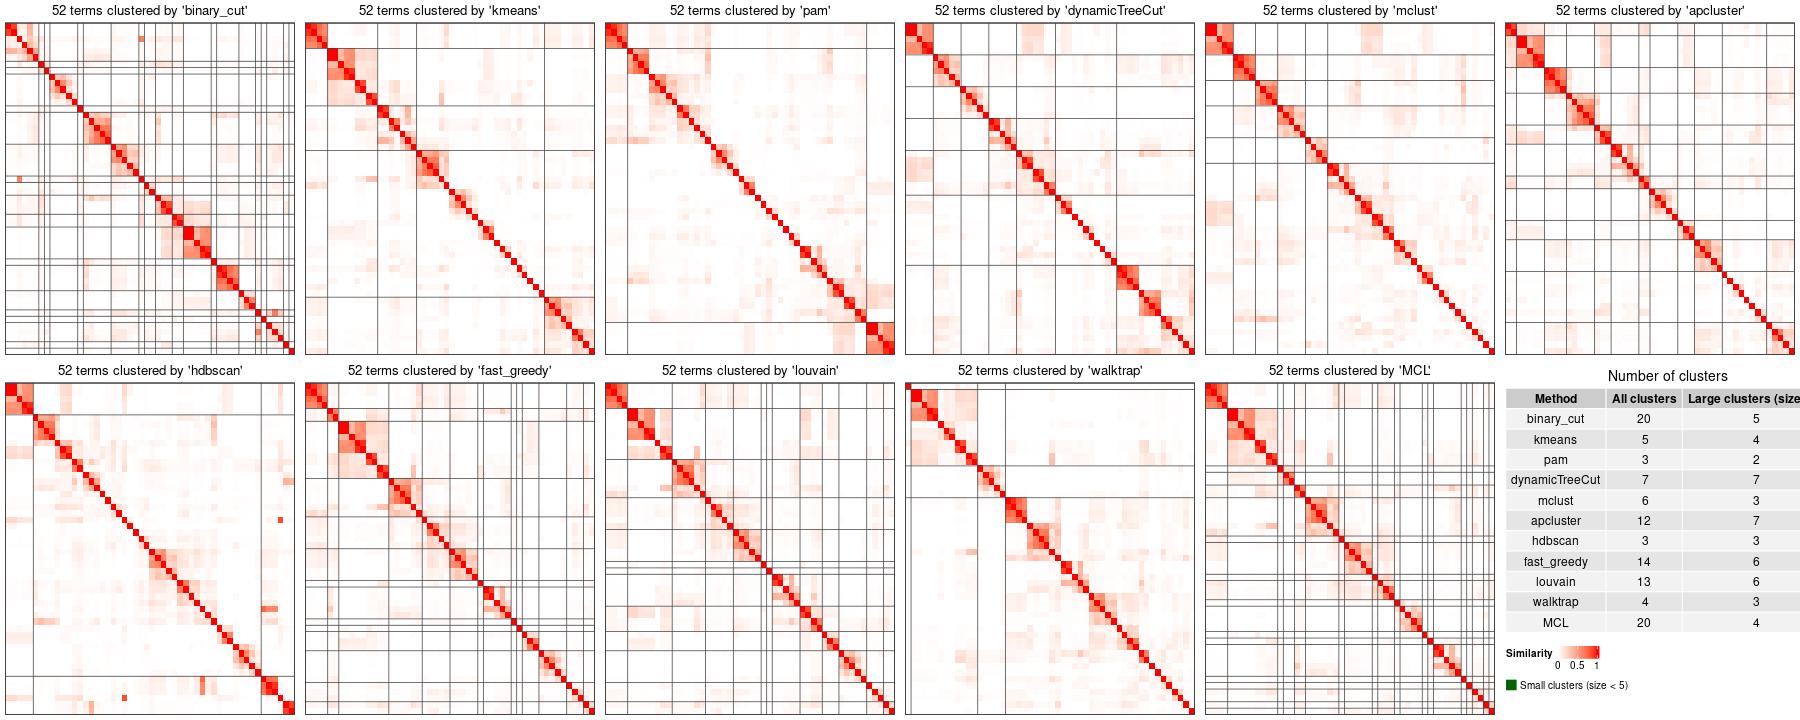 52 terms clustered by 'binary_cut'
52 terms clustered by 'kmeans'
52 terms clustered by 'pam'
52 terms clustered by 'dynamicTreeCut'
52 terms clustered by 'mclust'
52 terms clustered by 'apcluster'
52 terms clustered by 'hdbscan'
52 terms clustered by 'fast_greedy'
52 terms clustered by 'louvain'
52 terms clustered by 'walktrap'
52 terms clustered by 'MCL'
Number of clusters
Method All clusters Large clusters (size
binary_cut 20 5
kmeans 5 4
pam 3 2
dynamicTreeCut 7 7
mclust 6 3
apcluster 12 7
hdbscan 3 3
fast_greedy 14 6
louvain 13 6
walktrap 4 3
MCL 20 4
Similarity
0 0.5 1
Small clusters (size < 5)